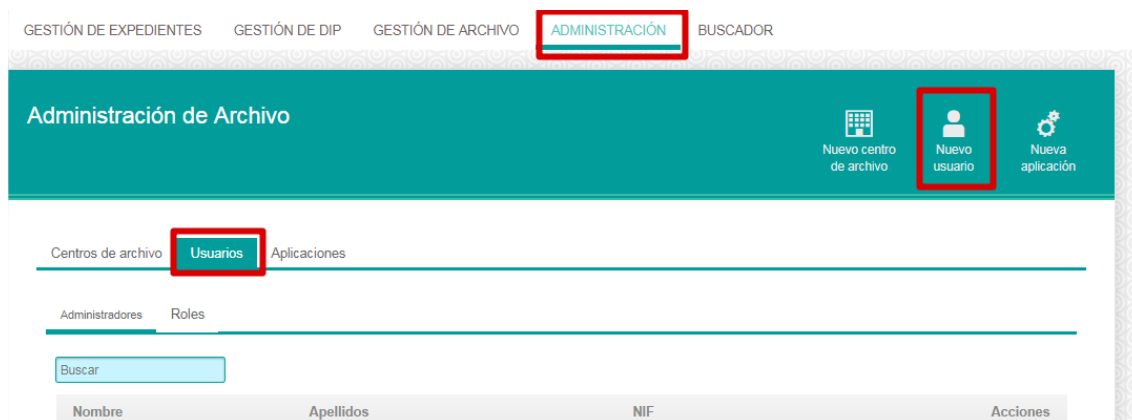 GESTIÓN DE EXPEDIENTES GESTIÓN DE DIP GESTIÓN DE ARCHIVO ADMINISTRACIÓN BUSCADOR
Administración de Archivo
Nuevo centro
de archivo
Nuevo
usuario
Nueva
aplicación
Centros de archivo Usuarios Aplicaciones
Administradores Roles
Buscar
Nombre Apellidos NIF Acciones